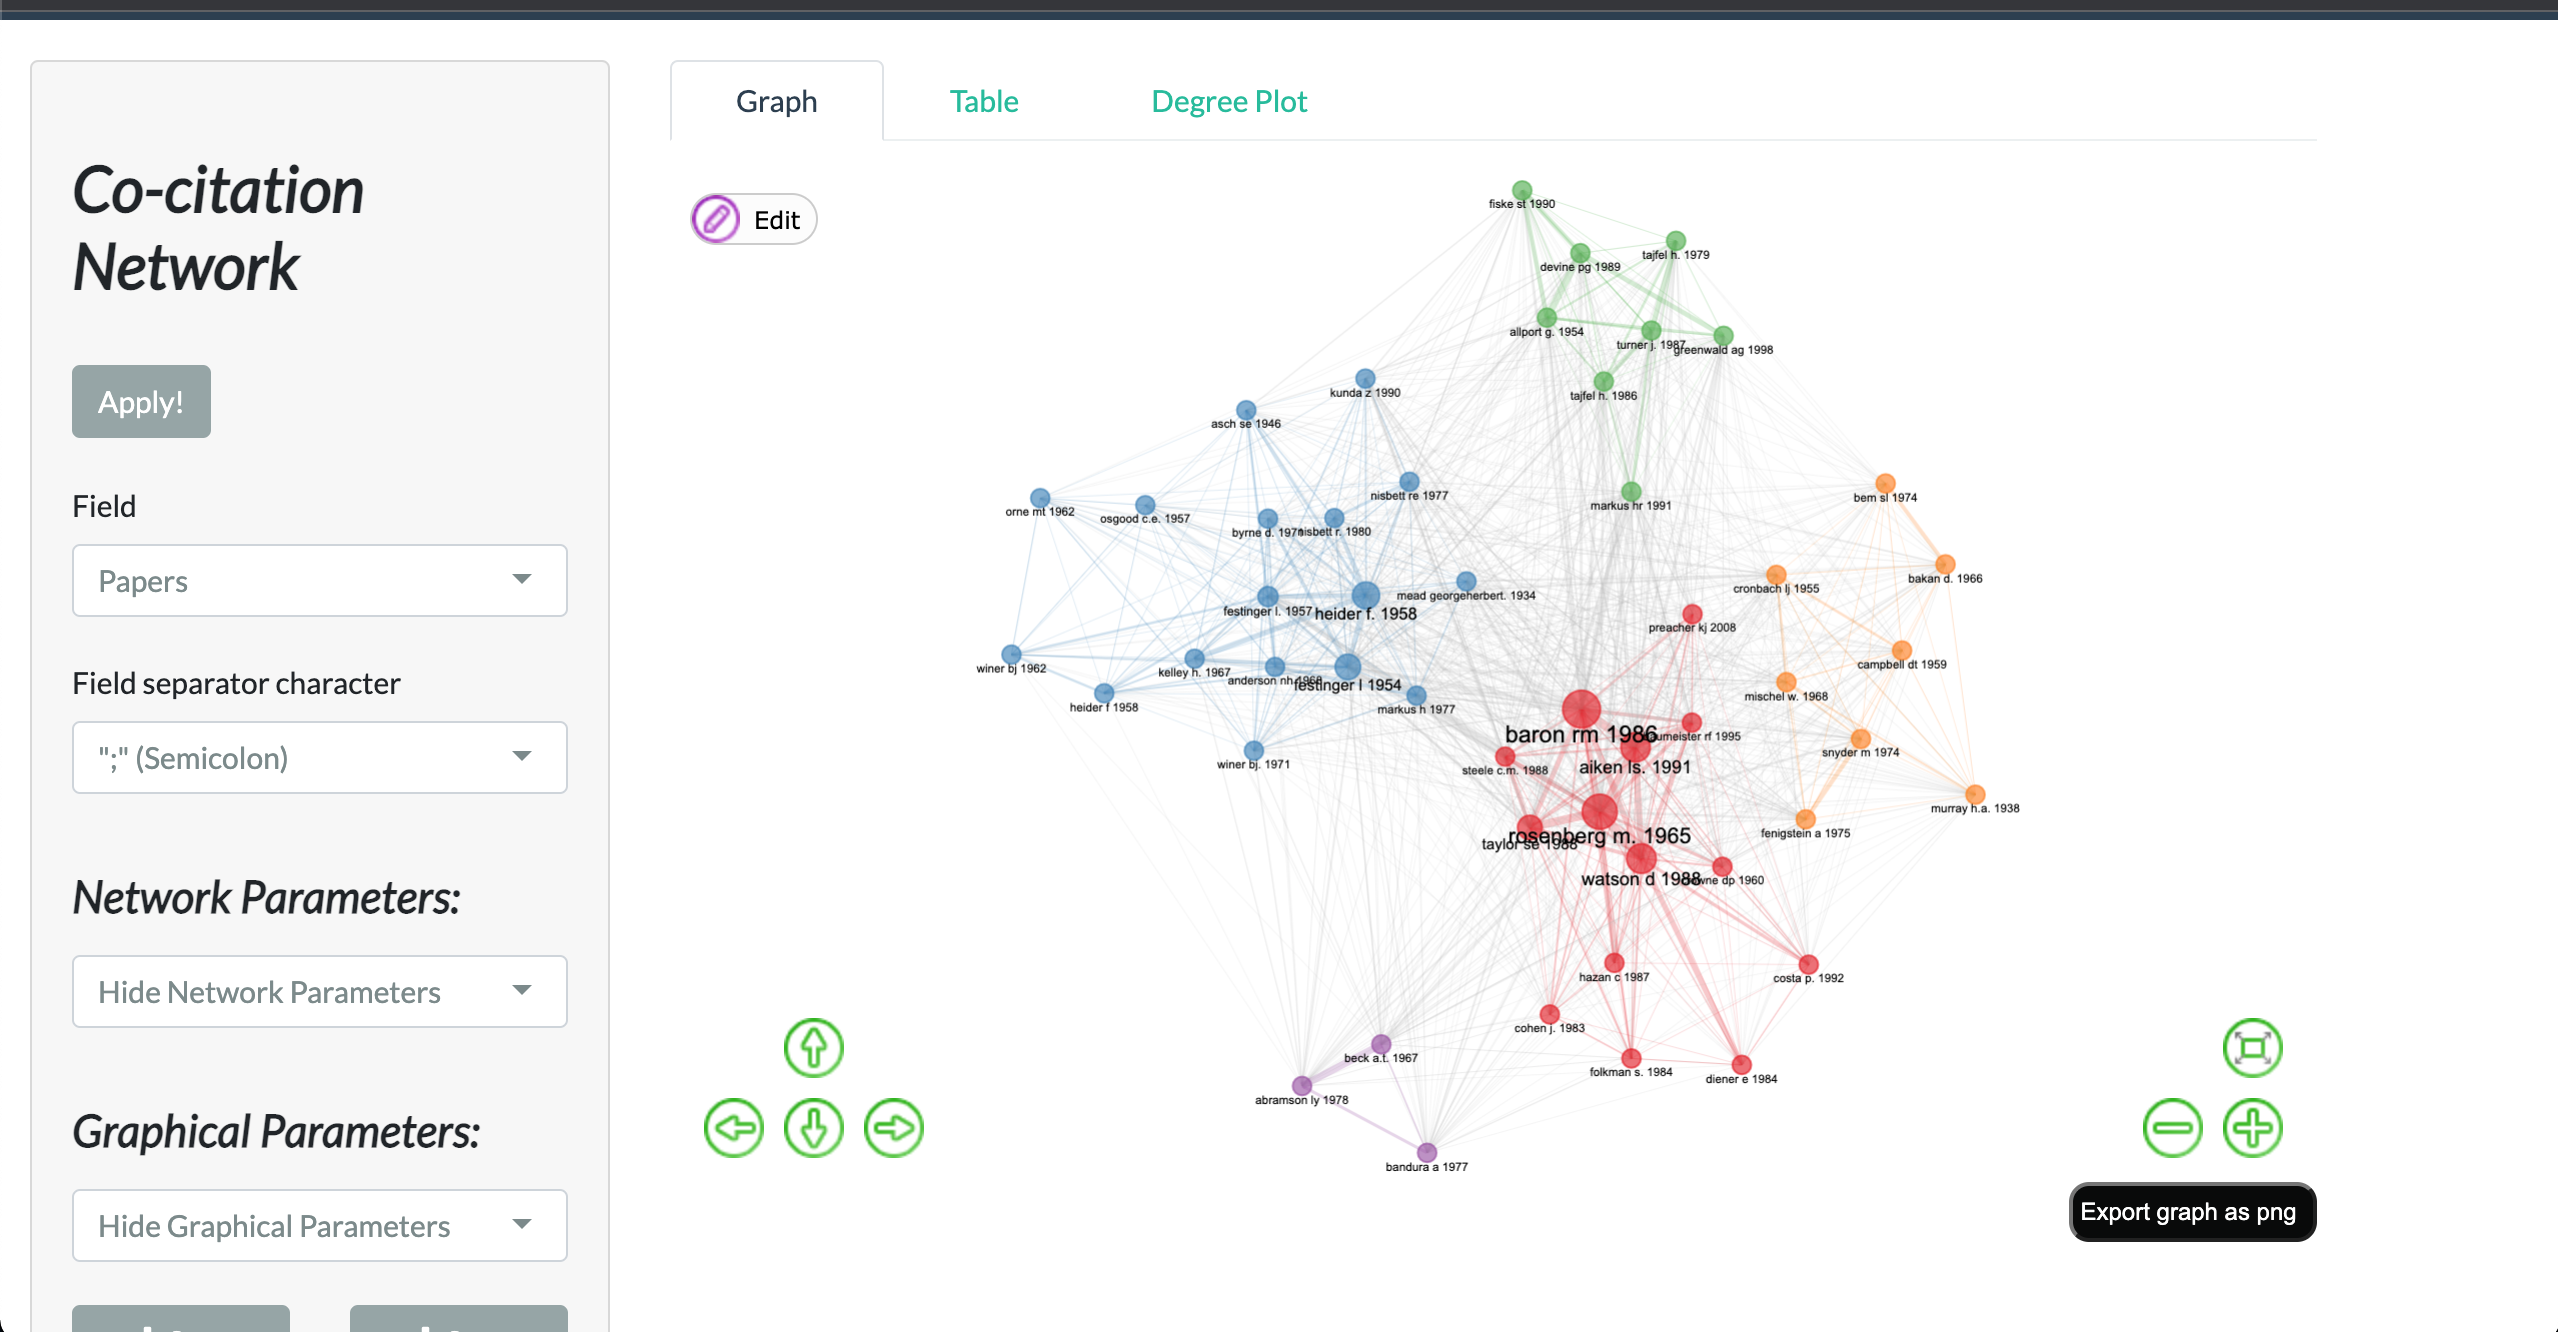 Graph
Table
Degree Plot
Co-citation
Network
Apply!
Field
Papers
Field separator character
";" (Semicolon)
Network Parameters:
Hide Network Parameters
Graphical Parameters:
Hide Graphical Parameters
Edit
fiske st 1990
devine pg 1989
tajfel h. 1979
allport g. 1954
turner j. 1987
greenwald ag 1998
tajfel h. 1986
kunda z 1990
asch se 1946
nisbett re 1977
markus hr 1991
bem sl 1974
orne mt 1962
osgood c.e. 1957
byrne d. 1971
nisbett r. 1980
bakan d. 1966
cronbach lj 1955
mead georgeherbert. 1934
festinger l. 1957
heider f. 1958
preacher kj 2008
campbell dt 1959
winer bj 1962
kelley h. 1967
anderson nh 1968
festinger l 1954
mischel w. 1968
heider f 1958
markus h 1977
baron rm 1986
baumeister rf 1995
snyder m 1974
winer bj. 1971
steele c.m. 1988
aiken ls. 1991
murray h.a. 1938
fenigstein a 1975
rosenberg m. 1965
taylor se 1988
watson d 1988
crowne dp 1960
hazan c 1987
costa p. 1992
cohen j. 1983
beck a.t. 1967
folkman s. 1984
diener e 1984
abramson ly 1978
bandura a 1977
Export graph as png